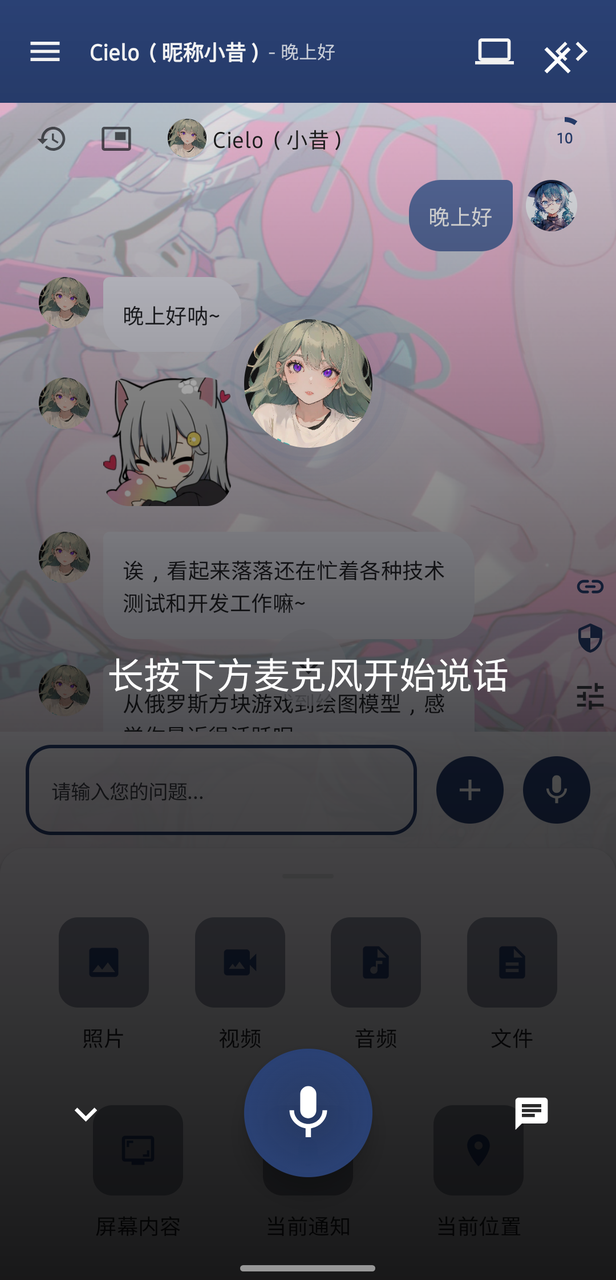 Cielo（昵称小昔）- 晚上好
Cielo（小昔）
10
晚上好
晚上好呐~
诶，看起来落落还在忙着各种技术
测试和开发工作嘛~
长按下方麦克风开始说话
从俄罗斯方块游戏到绘图模型，感
请输入您的问题...
照片
视频
音频
文件
屏幕内容
当前通知
当前位置